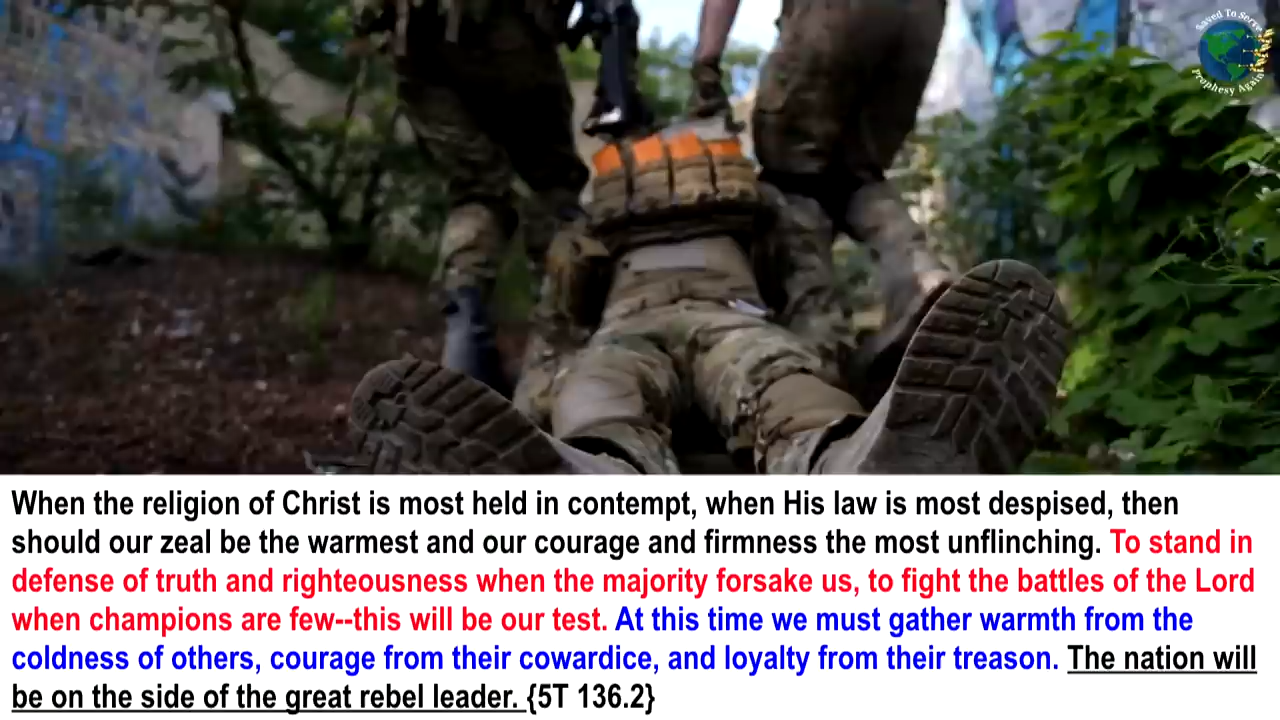 Saved To Serve
Prophesy Again
When the religion of Christ is most held in contempt, when His law is most despised, then
should our zeal be the warmest and our courage and firmness the most unflinching. To stand in
defense of truth and righteousness when the majority forsake us, to fight the battles of the Lord
when champions are few--this will be our test. At this time we must gather warmth from the
coldness of others, courage from their cowardice, and loyalty from their treason. The nation will
be on the side of the great rebel leader. {5T 136.2}